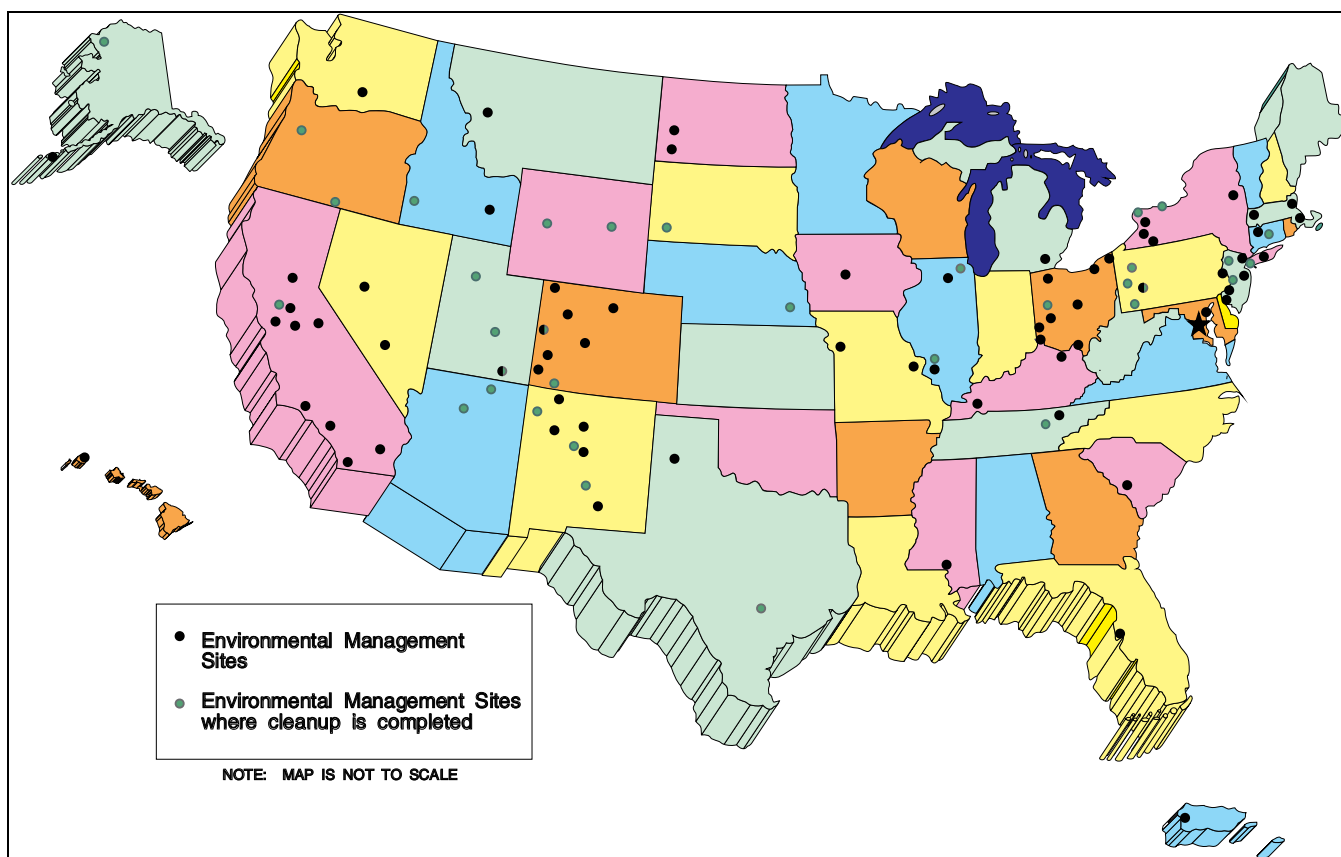 Environmental Management
Sites
Environmental Management Sites
where cleanup is completed
NOTE: MAP IS NOT TO SCALE